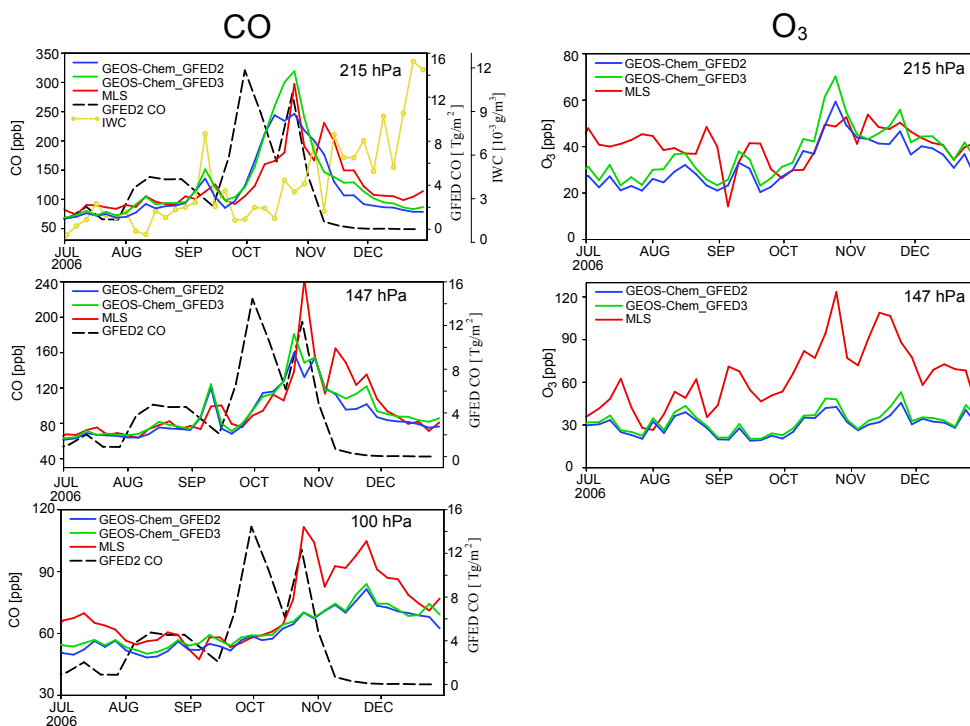 CO
O3
350
300
250
200
150
100
50
CO [ppb]
GEOS-Chem_GFED2
GEOS-Chem_GFED3
MLS
GFED2 CO
IWC
215 hPa
16
12
8
4
0
GFED CO [ Tg/m2 ]
12
9
6
3
0
IWC [10-3 g/m3]
JUL AUG SEP OCT NOV DEC
2006
80
60
40
20
0
O3 [ppb]
GEOS-Chem_GFED2
GEOS-Chem_GFED3
MLS
215 hPa
JUL AUG SEP OCT NOV DEC
2006
240
200
160
120
80
40
CO [ppb]
GEOS-Chem_GFED2
GEOS-Chem_GFED3
MLS
GFED2 CO
147 hPa
16
12
8
4
0
GFED CO [ Tg/m2 ]
JUL AUG SEP OCT NOV DEC
2006
120
90
60
30
0
O3 [ppb]
GEOS-Chem_GFED2
GEOS-Chem_GFED3
MLS
147 hPa
JUL AUG SEP OCT NOV DEC
2006
120
90
60
30
CO [ppb]
GEOS-Chem_GFED2
GEOS-Chem_GFED3
MLS
GFED2 CO
100 hPa
16
12
8
4
0
GFED CO [ Tg/m2 ]
JUL AUG SEP OCT NOV DEC
2006